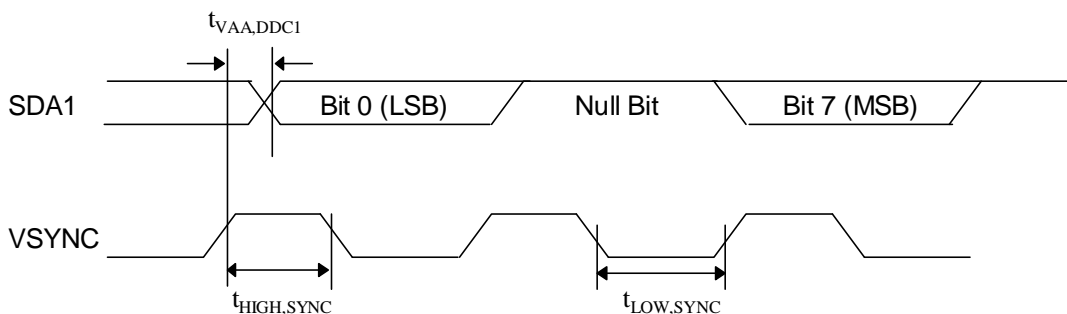 tVAA,DDC1
SDA1
Bit 0 (LSB)
Null Bit
Bit 7 (MSB)
VSYNC
tHIGH,SYNC
tLOW,SYNC